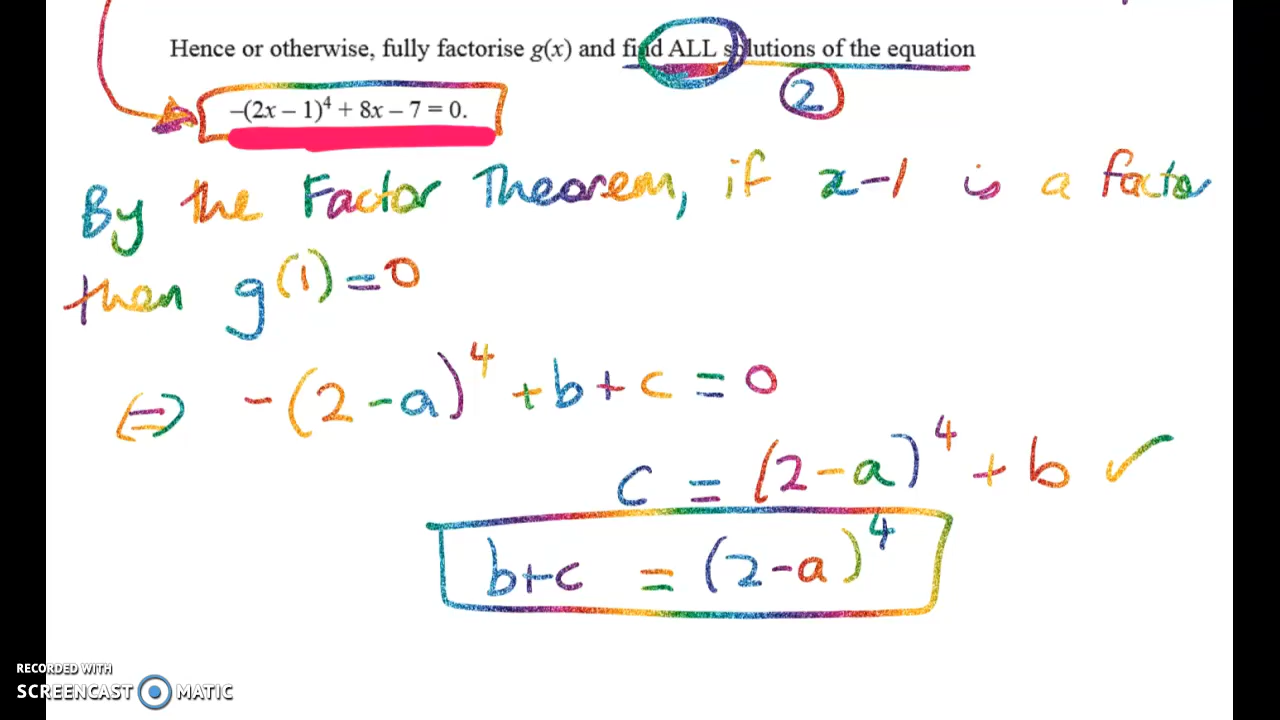 Hence or otherwise, fully factorise g(x) and find ALL solutions of the equation
2
–(2x – 1)⁴ + 8x – 7 = 0.
By the Factor Theorem, if x-1 is a factor
then g(1)=0
⇔ -(2-a)⁴ + b + c = 0
c = (2-a)⁴ + b ✓
b+c = (2-a)⁴
RECORDED WITH
SCREENCAST MATIC